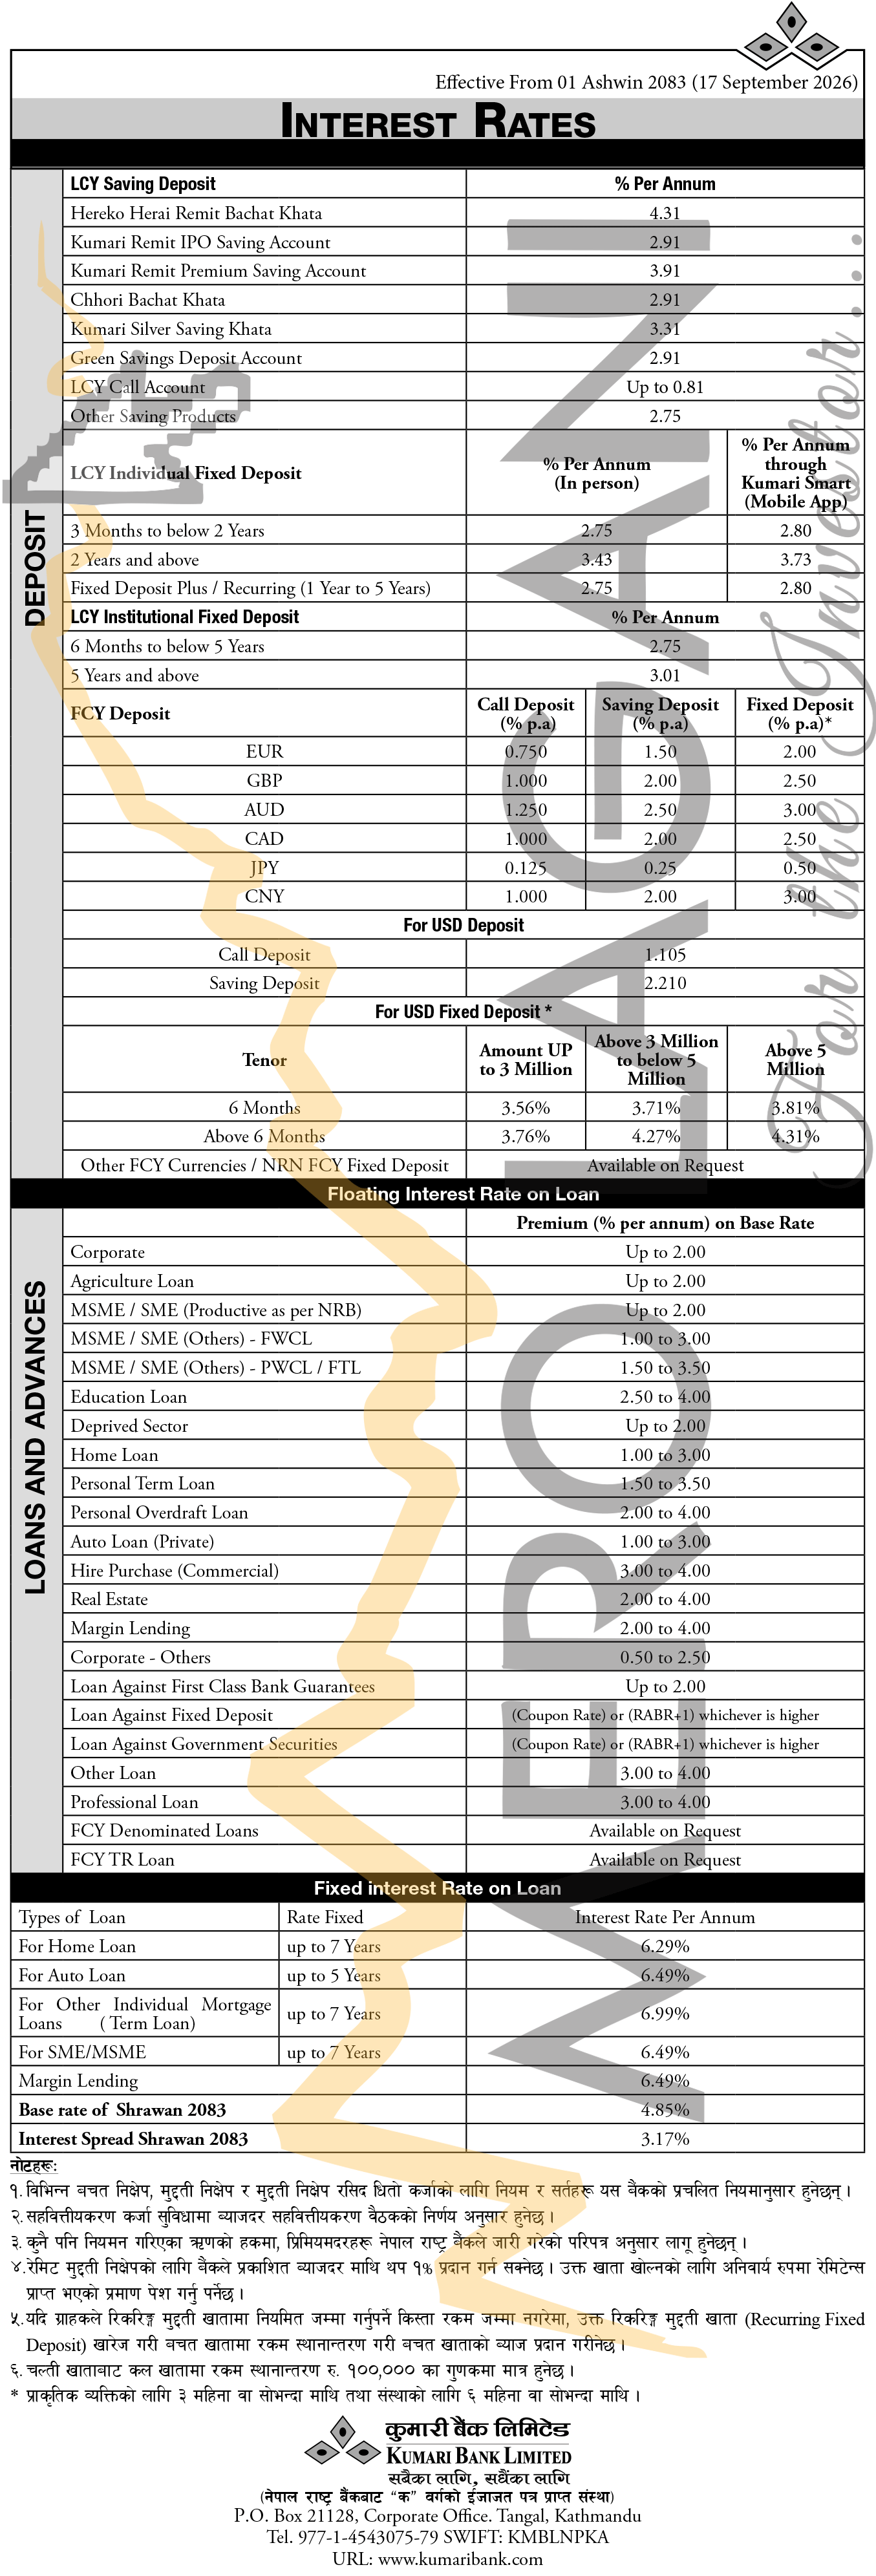 Effective From 01 Ashwin 2083 (17 September 2026)
INTEREST RATES
DEPOSIT
LCY Saving Deposit % Per Annum
Hereko Herai Remit Bachat Khata 4.31
Kumari Remit IPO Saving Account 2.91
Kumari Remit Premium Saving Account 3.91
Chhori Bachat Khata 2.91
Kumari Silver Saving Khata 3.31
Green Savings Deposit Account 2.91
LCY Call Account Up to 0.81
Other Saving Products 2.75
LCY Individual Fixed Deposit % Per Annum (In person) % Per Annum through Kumari Smart (Mobile App)
3 Months to below 2 Years 2.75 2.80
2 Years and above 3.43 3.73
Fixed Deposit Plus / Recurring (1 Year to 5 Years) 2.75 2.80
LCY Institutional Fixed Deposit % Per Annum
6 Months to below 5 Years 2.75
5 Years and above 3.01
FCY Deposit Call Deposit (% p.a) Saving Deposit (% p.a) Fixed Deposit (% p.a)*
EUR 0.750 1.50 2.00
GBP 1.000 2.00 2.50
AUD 1.250 2.50 3.00
CAD 1.000 2.00 2.50
JPY 0.125 0.25 0.50
CNY 1.000 2.00 3.00
For USD Deposit
Call Deposit 1.105
Saving Deposit 2.210
For USD Fixed Deposit *
Tenor Amount UP to 3 Million Above 3 Million to below 5 Million Above 5 Million
6 Months 3.56% 3.71% 3.81%
Above 6 Months 3.76% 4.27% 4.31%
Other FCY Currencies / NRN FCY Fixed Deposit Available on Request
Floating Interest Rate on Loan
LOANS AND ADVANCES
Premium (% per annum) on Base Rate
Corporate Up to 2.00
Agriculture Loan Up to 2.00
MSME / SME (Productive as per NRB) Up to 2.00
MSME / SME (Others) - FWCL 1.00 to 3.00
MSME / SME (Others) - PWCL / FTL 1.50 to 3.50
Education Loan 2.50 to 4.00
Deprived Sector Up to 2.00
Home Loan 1.00 to 3.00
Personal Term Loan 1.50 to 3.50
Personal Overdraft Loan 2.00 to 4.00
Auto Loan (Private) 1.00 to 3.00
Hire Purchase (Commercial) 3.00 to 4.00
Real Estate 2.00 to 4.00
Margin Lending 2.00 to 4.00
Corporate - Others 0.50 to 2.50
Loan Against First Class Bank Guarantees Up to 2.00
Loan Against Fixed Deposit (Coupon Rate) or (RABR+1) whichever is higher
Loan Against Government Securities (Coupon Rate) or (RABR+1) whichever is higher
Other Loan 3.00 to 4.00
Professional Loan 3.00 to 4.00
FCY Denominated Loans Available on Request
FCY TR Loan Available on Request
Fixed interest Rate on Loan
Types of Loan Rate Fixed Interest Rate Per Annum
For Home Loan up to 7 Years 6.29%
For Auto Loan up to 5 Years 6.49%
For Other Individual Mortgage Loans ( Term Loan) up to 7 Years 6.99%
For SME/MSME up to 7 Years 6.49%
Margin Lending 6.49%
Base rate of Shrawan 2083 4.85%
Interest Spread Shrawan 2083 3.17%
नोटहरू:
१. विभिन्न बचत निक्षेप, मुद्दती निक्षेप र मुद्दती निक्षेप रसिद धितो कर्जाको लागि नियम र सर्तहरू यस बैंकको प्रचलित नियमानुसार हुनेछन् ।
२. सहवित्तीयकरण कर्जा सुविधामा ब्याजदर सहवित्तीयकरण बैठकको निर्णय अनुसार हुनेछ ।
३. कुनै पनि नियमन गरिएका ऋणको हकमा, प्रिमियमदरहरू नेपाल राष्ट्र बैंकले जारी गरेको परिपत्र अनुसार लागू हुनेछन् ।
४. रेमिट मुद्दती निक्षेपको लागि बैंकले प्रकाशित ब्याजदर माथि थप १% प्रदान गर्न सक्नेछ । उक्त खाता खोल्नको लागि अनिवार्य रुपमा रेमिटेन्स
प्राप्त भएको प्रमाण पेश गर्नु पर्नेछ ।
५. यदि ग्राहकले रिकरिङ्ग मुद्दती खातामा नियमित जम्मा गर्नुपर्ने किस्ता रकम जम्मा नगरेमा, उक्त रिकरिङ्ग मुद्दती खाता (Recurring Fixed
Deposit) खारेज गरी बचत खातामा रकम स्थानान्तरण गरी बचत खाताको ब्याज प्रदान गरीनेछ ।
६. चल्ती खाताबाट कल खातामा रकम स्थानान्तरण रु. १००,००० का गुणकमा मात्र हुनेछ ।
* प्राकृतिक व्यक्तिको लागि ३ महिना वा सोभन्दा माथि तथा संस्थाको लागि ६ महिना वा सोभन्दा माथि ।
कुमारी बैंक लिमिटेड
KUMARI BANK LIMITED
सबैका लागि, सधैंका लागि
(नेपाल राष्ट्र बैंकबाट “क” वर्गको ईजाजत पत्र प्राप्त संस्था)
P.O. Box 21128, Corporate Office. Tangal, Kathmandu
Tel. 977-1-4543075-79 SWIFT: KMBLNPKA
URL: www.kumaribank.com
MERO LAGANI
For the Investor...